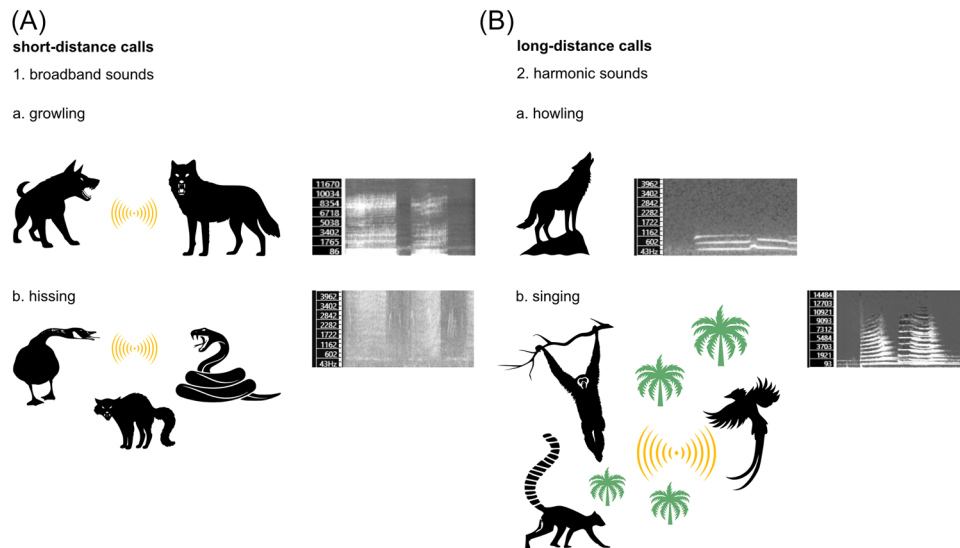 (A)
short-distance calls
1. broadband sounds
a. growling
11670
10034
8354
6718
5038
3402
1765
86
b. hissing
3962
3402
2842
2282
1722
1162
602
43Hz
(B)
long-distance calls
2. harmonic sounds
a. howling
3962
3402
2842
2282
1722
1162
602
43Hz
b. singing
14484
12703
10921
9093
7312
5484
3703
1921
93